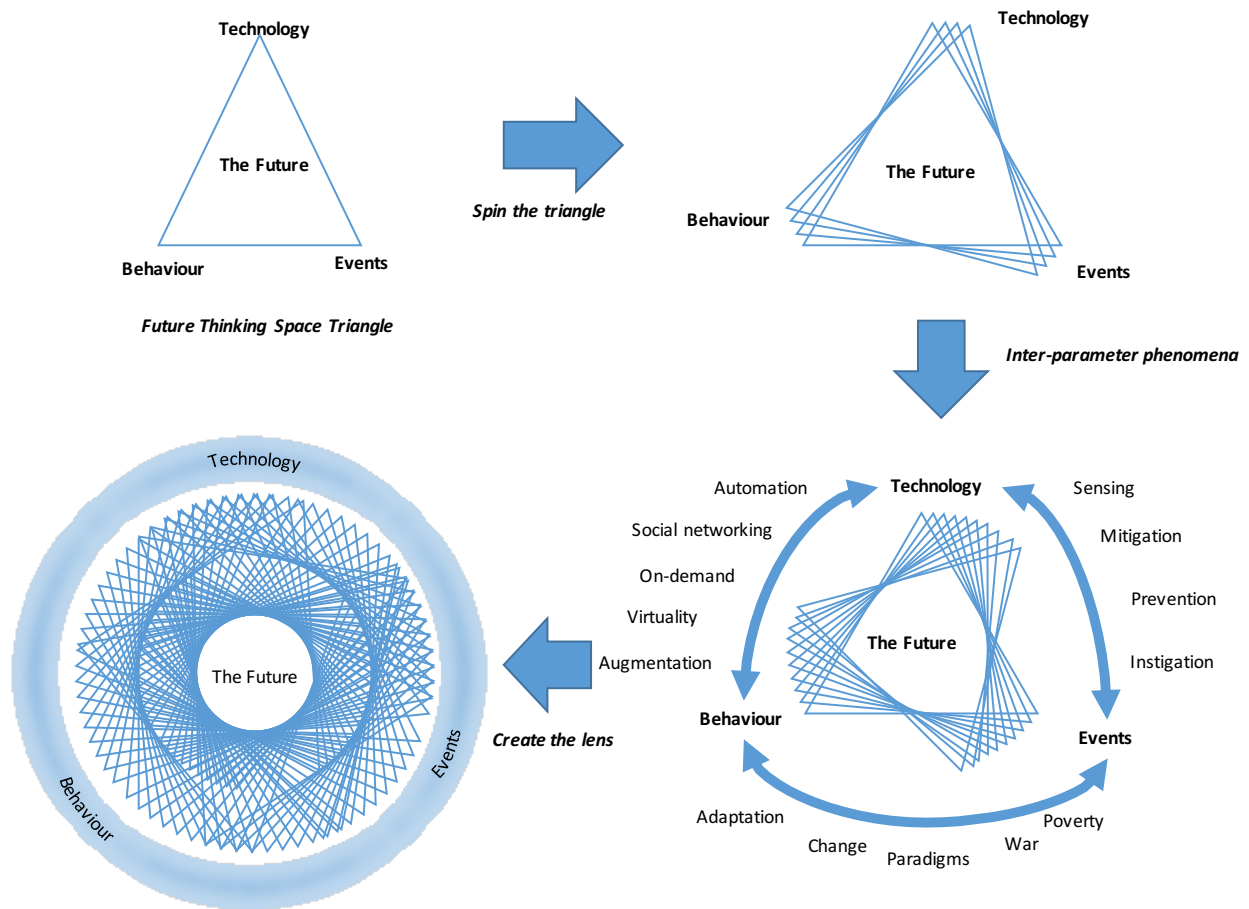 Technology
The Future
Behaviour
Events
Future Thinking Space Triangle
Spin the triangle
Technology
The Future
Behaviour
Events
Inter-parameter phenomena
Technology
Automation
Social networking
On-demand
Virtuality
Augmentation
Sensing
Mitigation
Prevention
Instigation
The Future
Behaviour
Events
Adaptation
Change
Paradigms
War
Poverty
Create the lens
Technology
The Future
Events
Behaviour